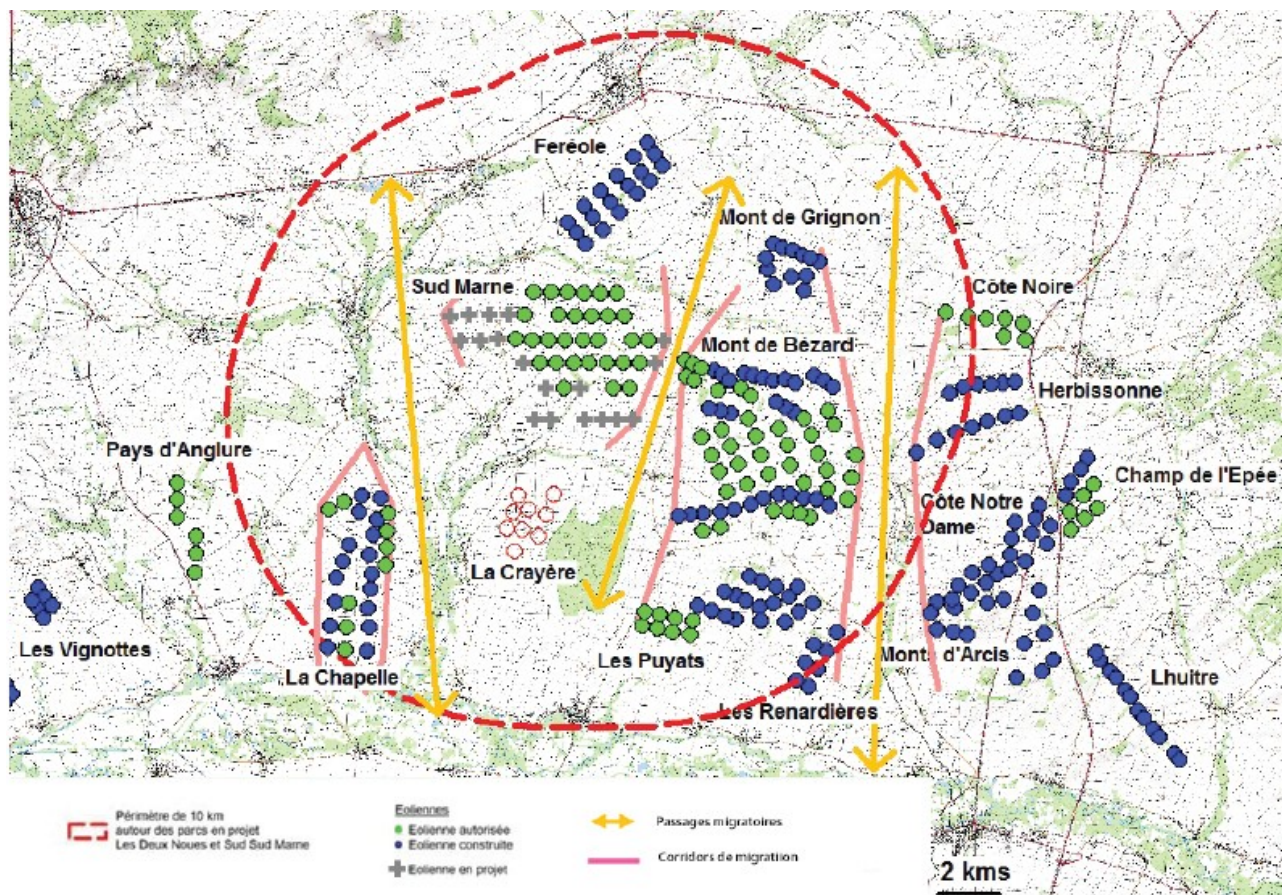 Feréole
Mont de Grignon
Sud Marne
Côte Noire
Mont de Bézard
Herbissonne
Pays d'Anglure
Champ de l'Epée
Côte Notre
Dame
La Crayère
Les Vignottes
Les Puyats
Monts d'Arcis
La Chapelle
Lhuitre
Les Renardières
Périmètre de 10 km
autour des parcs en projet
Les Deux Noues et Sud Sud Marne
Eoliennes
Eolienne autorisée
Eolienne construite
Eolienne en projet
Passages migratoires
Corridors de migratiion
2 kms